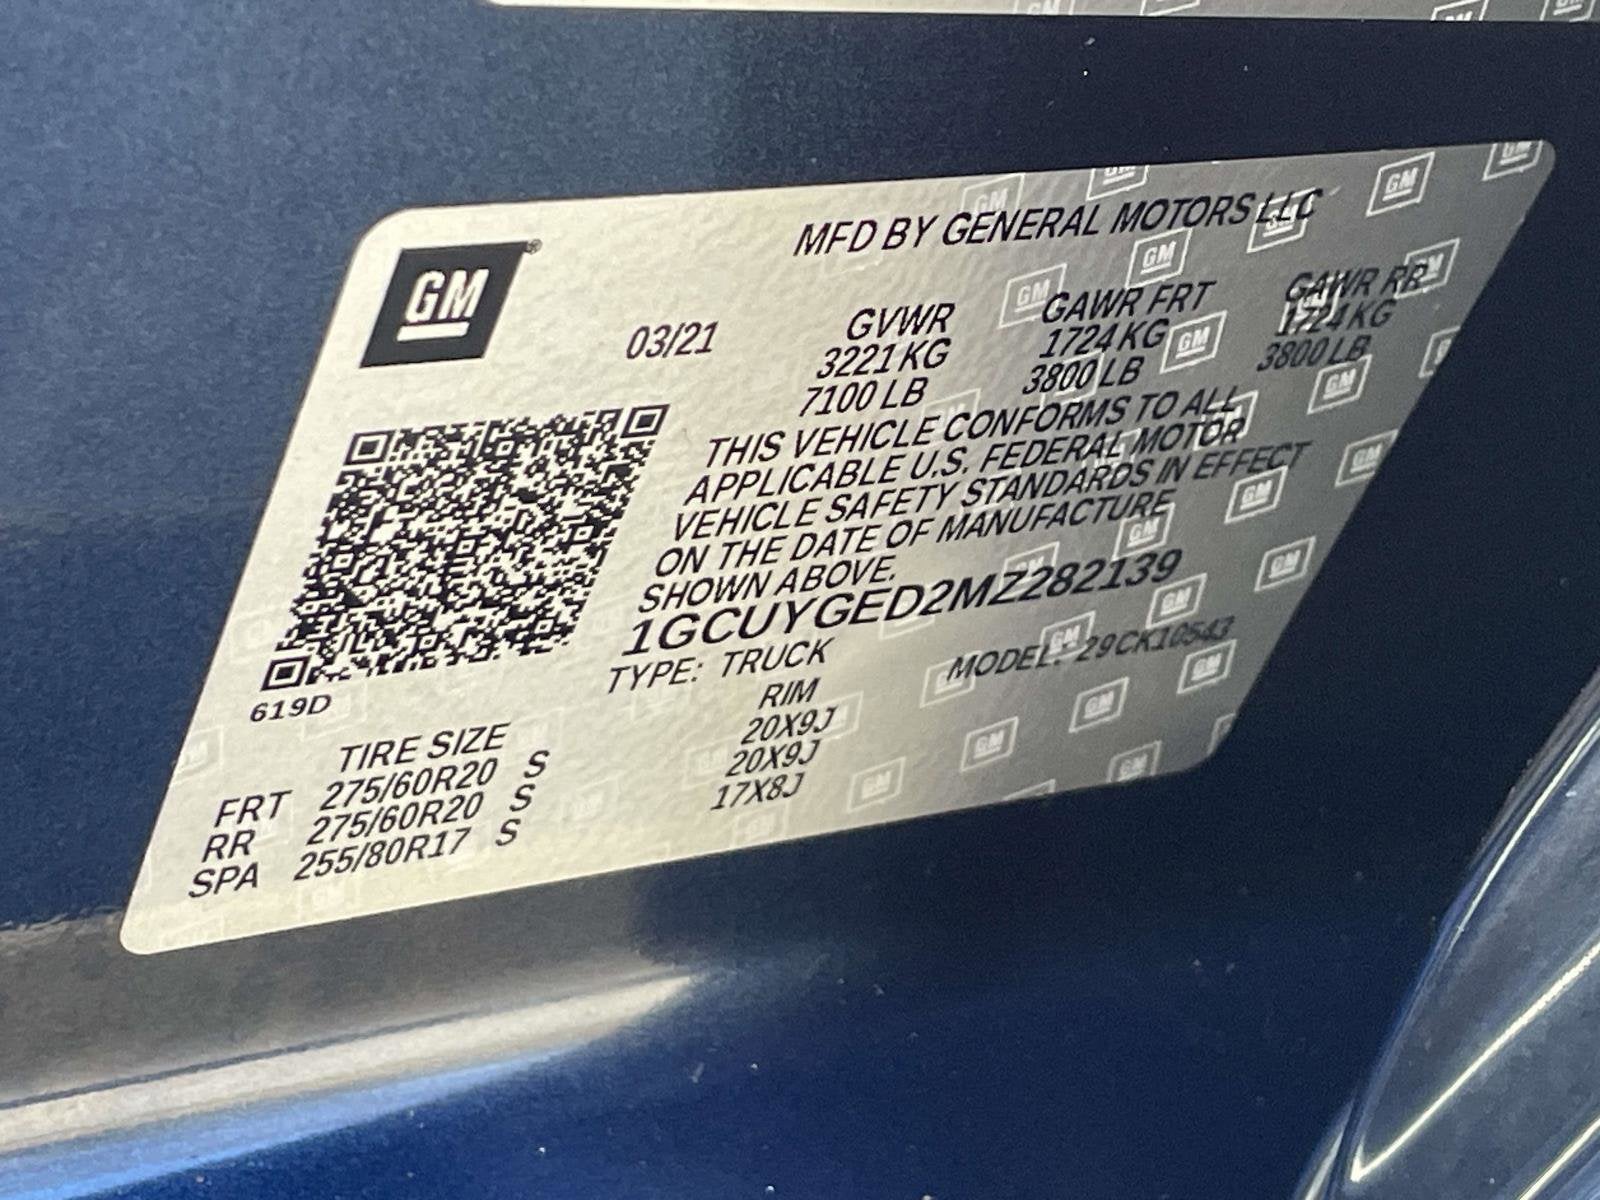 GM
MFD BY GENERAL MOTORS LLC
03/21 GVWR GAWR FRT GAWR RR
3221 KG 1724 KG 1724 KG
7100 LB 3800 LB 3800 LB
THIS VEHICLE CONFORMS TO ALL
APPLICABLE U.S. FEDERAL MOTOR
VEHICLE SAFETY STANDARDS IN EFFECT
ON THE DATE OF MANUFACTURE
SHOWN ABOVE.
1GCUYGED2MZ282139
TYPE: TRUCK MODEL: 29CK10543
619D
TIRE SIZE RIM
FRT 275/60R20 S 20X9J
RR 275/60R20 S 20X9J
SPA 255/80R17 S 17X8J